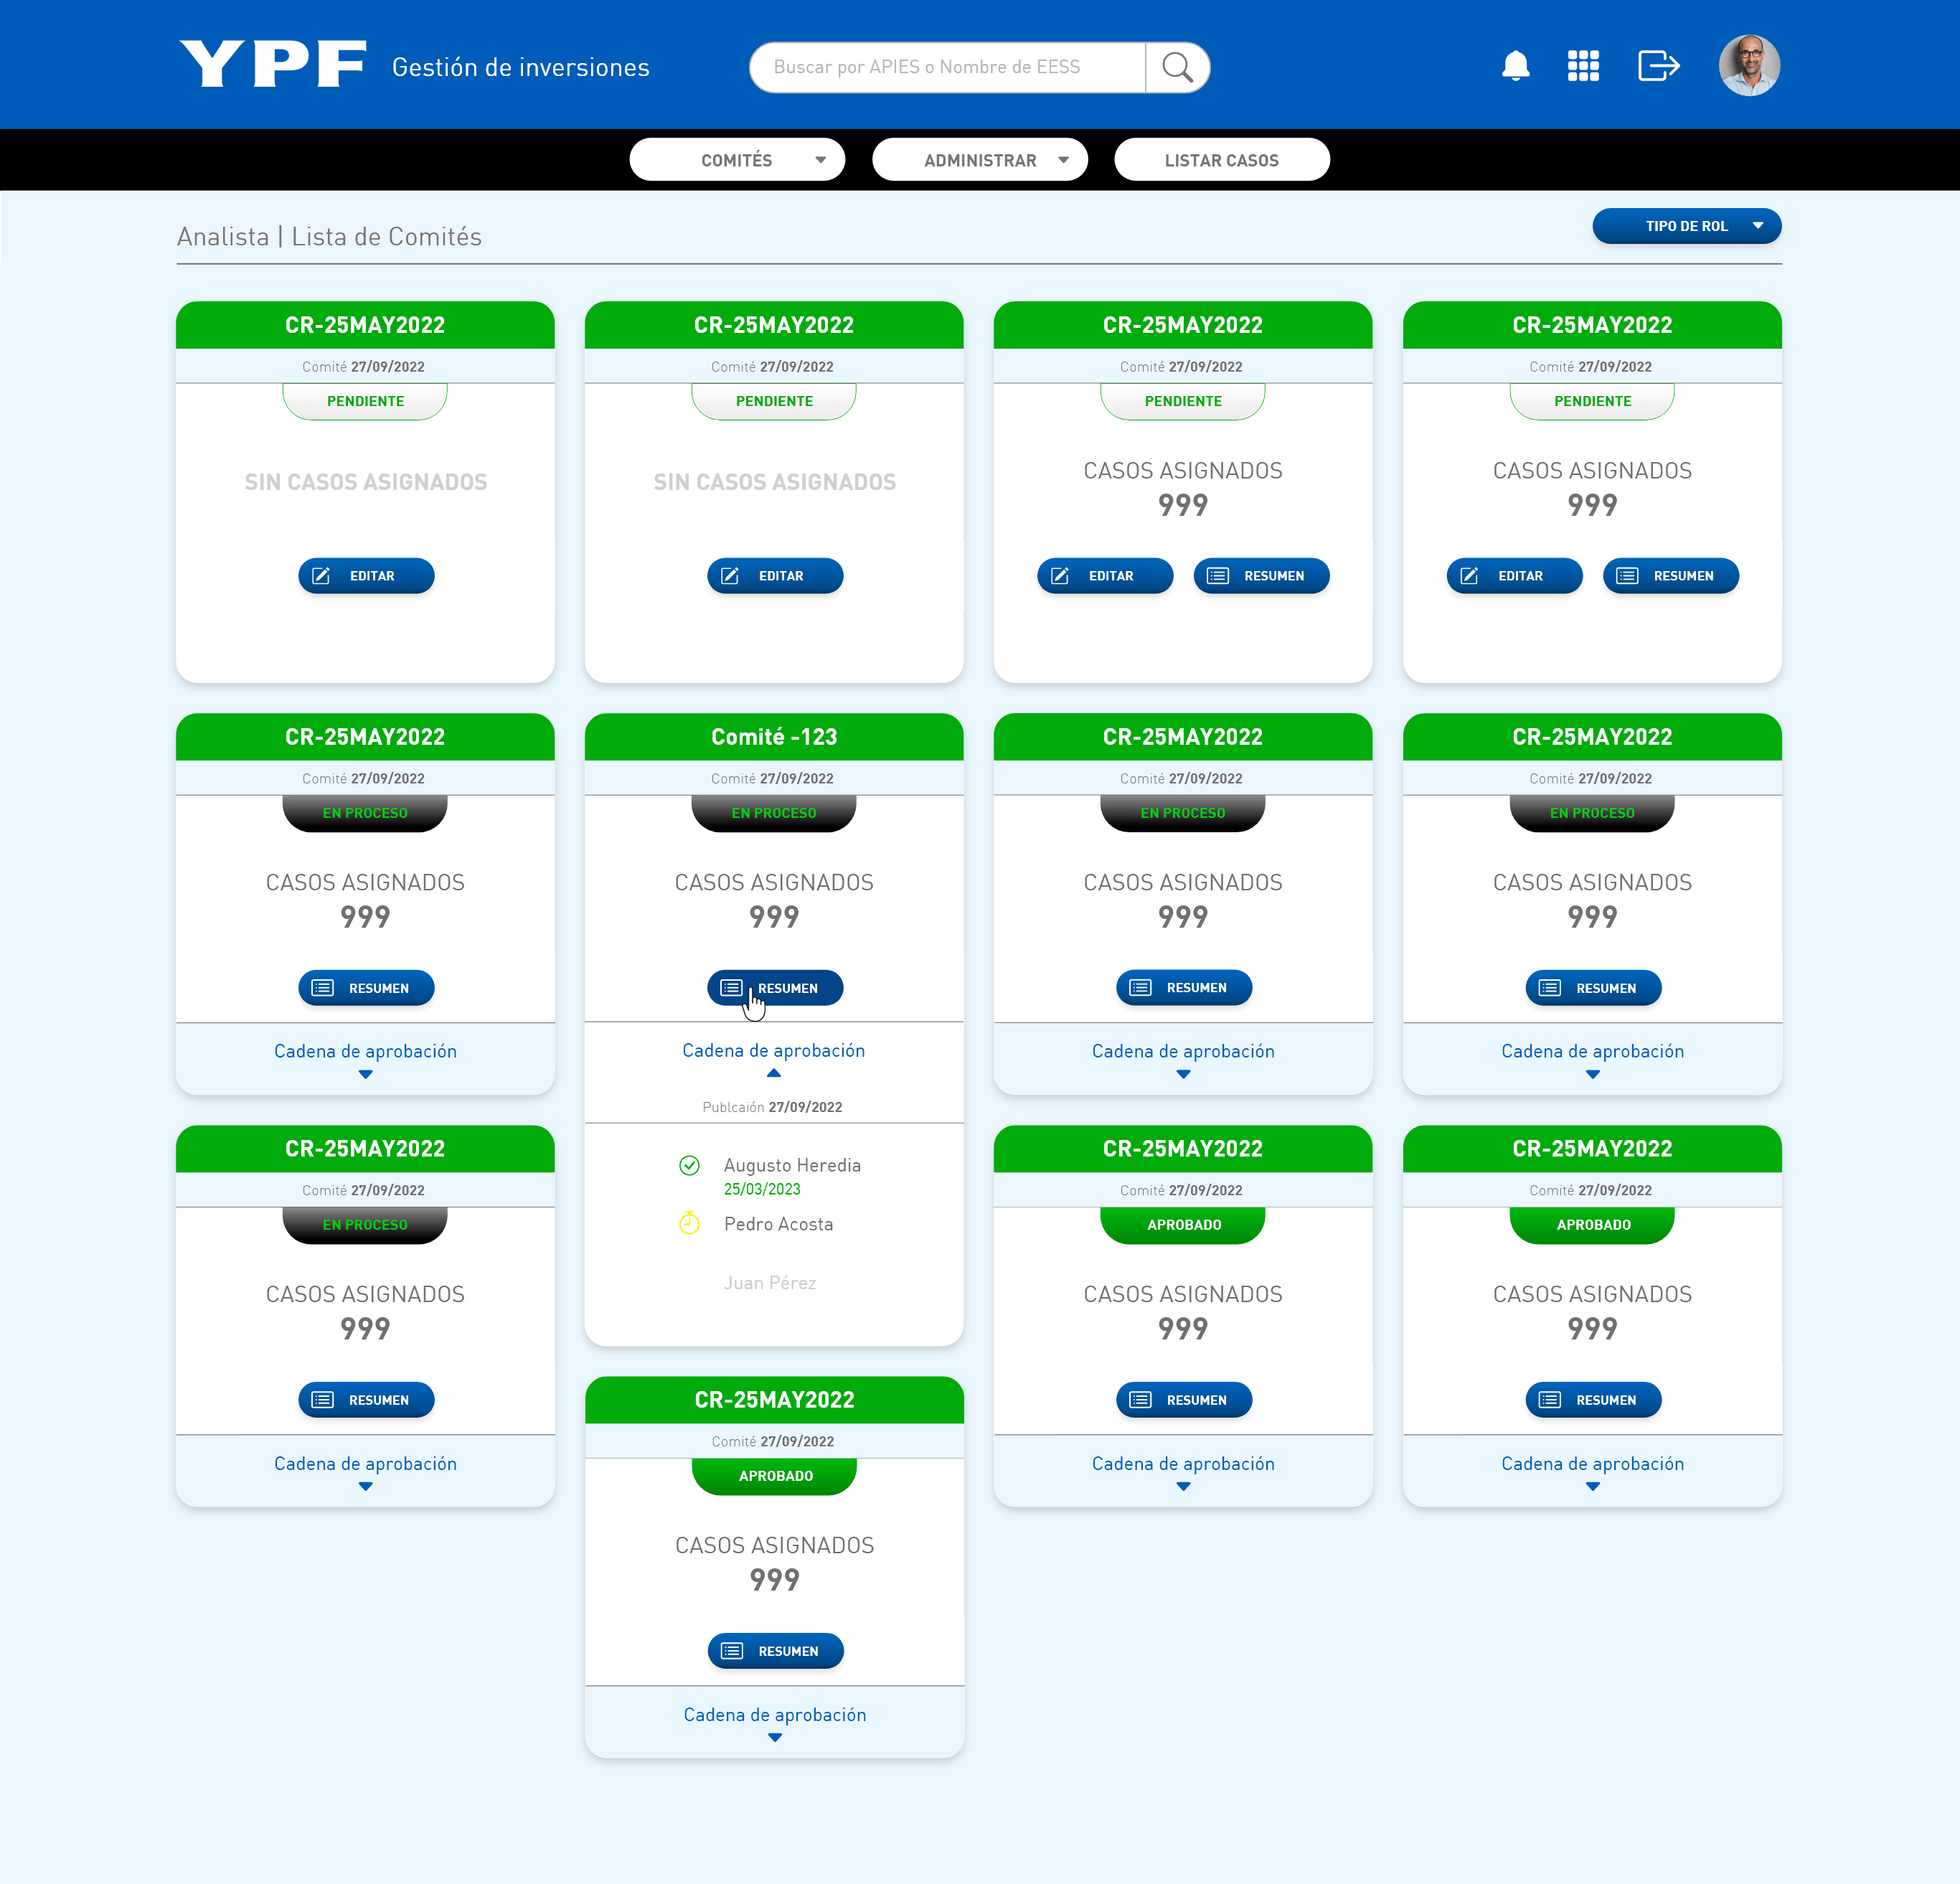 YPF Gestión de inversiones
Buscar por APIES o Nombre de EESS
COMITÉS
ADMINISTRAR
LISTAR CASOS
Analista | Lista de Comités
TIPO DE ROL
CR-25MAY2022
Comité 27/09/2022
PENDIENTE
SIN CASOS ASIGNADOS
EDITAR
CR-25MAY2022
Comité 27/09/2022
PENDIENTE
SIN CASOS ASIGNADOS
EDITAR
CR-25MAY2022
Comité 27/09/2022
PENDIENTE
CASOS ASIGNADOS
999
EDITAR
RESUMEN
CR-25MAY2022
Comité 27/09/2022
PENDIENTE
CASOS ASIGNADOS
999
EDITAR
RESUMEN
CR-25MAY2022
Comité 27/09/2022
EN PROCESO
CASOS ASIGNADOS
999
RESUMEN
Cadena de aprobación
Comité -123
Comité 27/09/2022
EN PROCESO
CASOS ASIGNADOS
999
RESUMEN
Cadena de aprobación
Publcaión 27/09/2022
Augusto Heredia
25/03/2023
Pedro Acosta
Juan Pérez
CR-25MAY2022
Comité 27/09/2022
EN PROCESO
CASOS ASIGNADOS
999
RESUMEN
Cadena de aprobación
CR-25MAY2022
Comité 27/09/2022
EN PROCESO
CASOS ASIGNADOS
999
RESUMEN
Cadena de aprobación
CR-25MAY2022
Comité 27/09/2022
EN PROCESO
CASOS ASIGNADOS
999
RESUMEN
Cadena de aprobación
CR-25MAY2022
Comité 27/09/2022
APROBADO
CASOS ASIGNADOS
999
RESUMEN
Cadena de aprobación
CR-25MAY2022
Comité 27/09/2022
APROBADO
CASOS ASIGNADOS
999
RESUMEN
Cadena de aprobación
CR-25MAY2022
Comité 27/09/2022
APROBADO
CASOS ASIGNADOS
999
RESUMEN
Cadena de aprobación